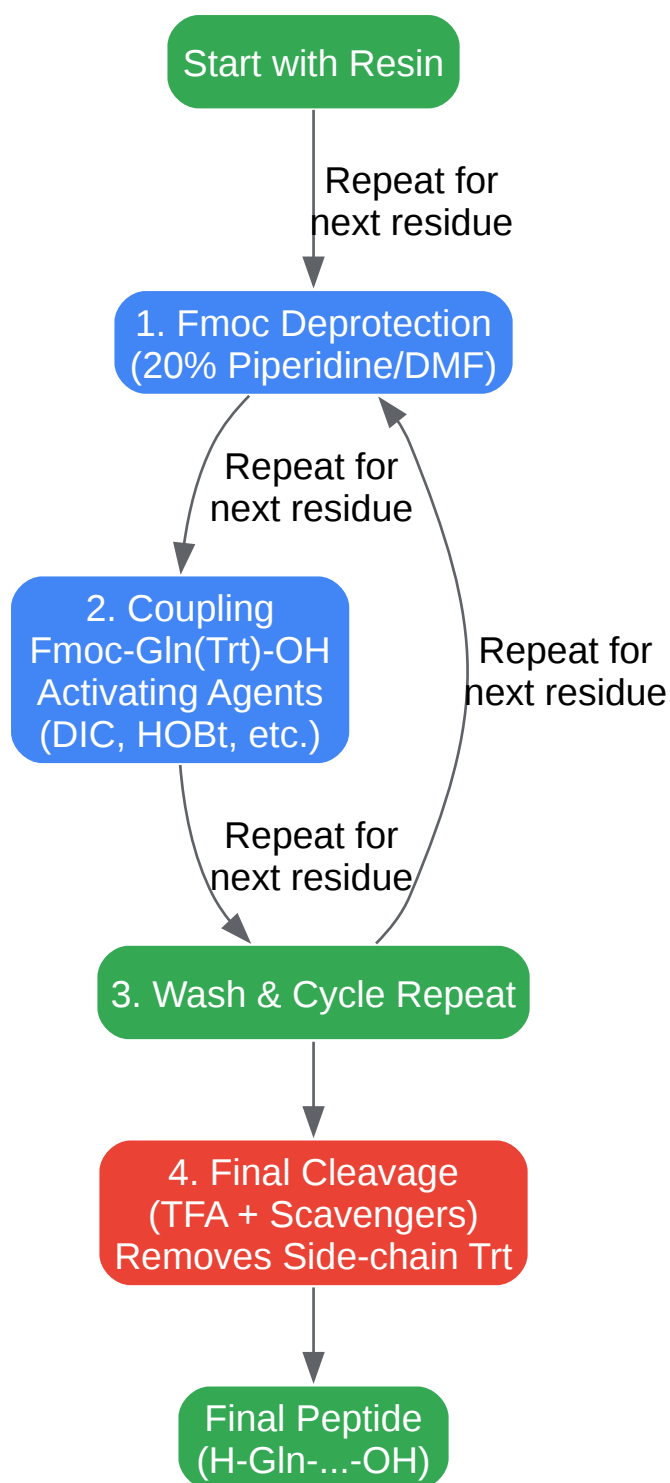 Start with Resin
Repeat for
next residue
1. Fmoc Deprotection
(20% Piperidine/DMF)
Repeat for
next residue
2. Coupling
Fmoc-Gln(Trt)-OH
Activating Agents
(DIC, HOBt, etc.)
Repeat for
next residue
Repeat for
next residue
3. Wash & Cycle Repeat
4. Final Cleavage
(TFA + Scavengers)
Removes Side-chain Trt
Final Peptide
(H-Gln-...-OH)